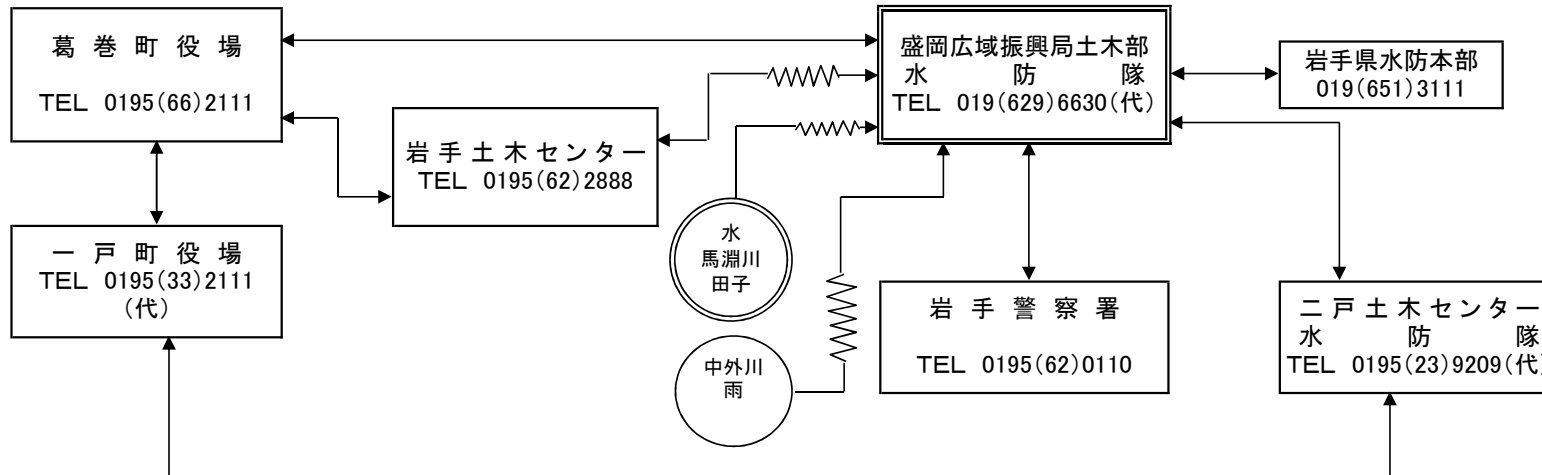 葛巻町役場
TEL 0195(66)2111
盛岡広域振興局土木部
水防隊
TEL 019(629)6630(代)
岩手県水防本部
019(651)3111
岩手土木センター
TEL 0195(62)2888
一戸町役場
TEL 0195(33)2111
(代)
水
馬淵川
田子
中外川
雨
岩手警察署
TEL 0195(62)0110
二戸土木センター
水防隊
TEL 0195(23)9209(代